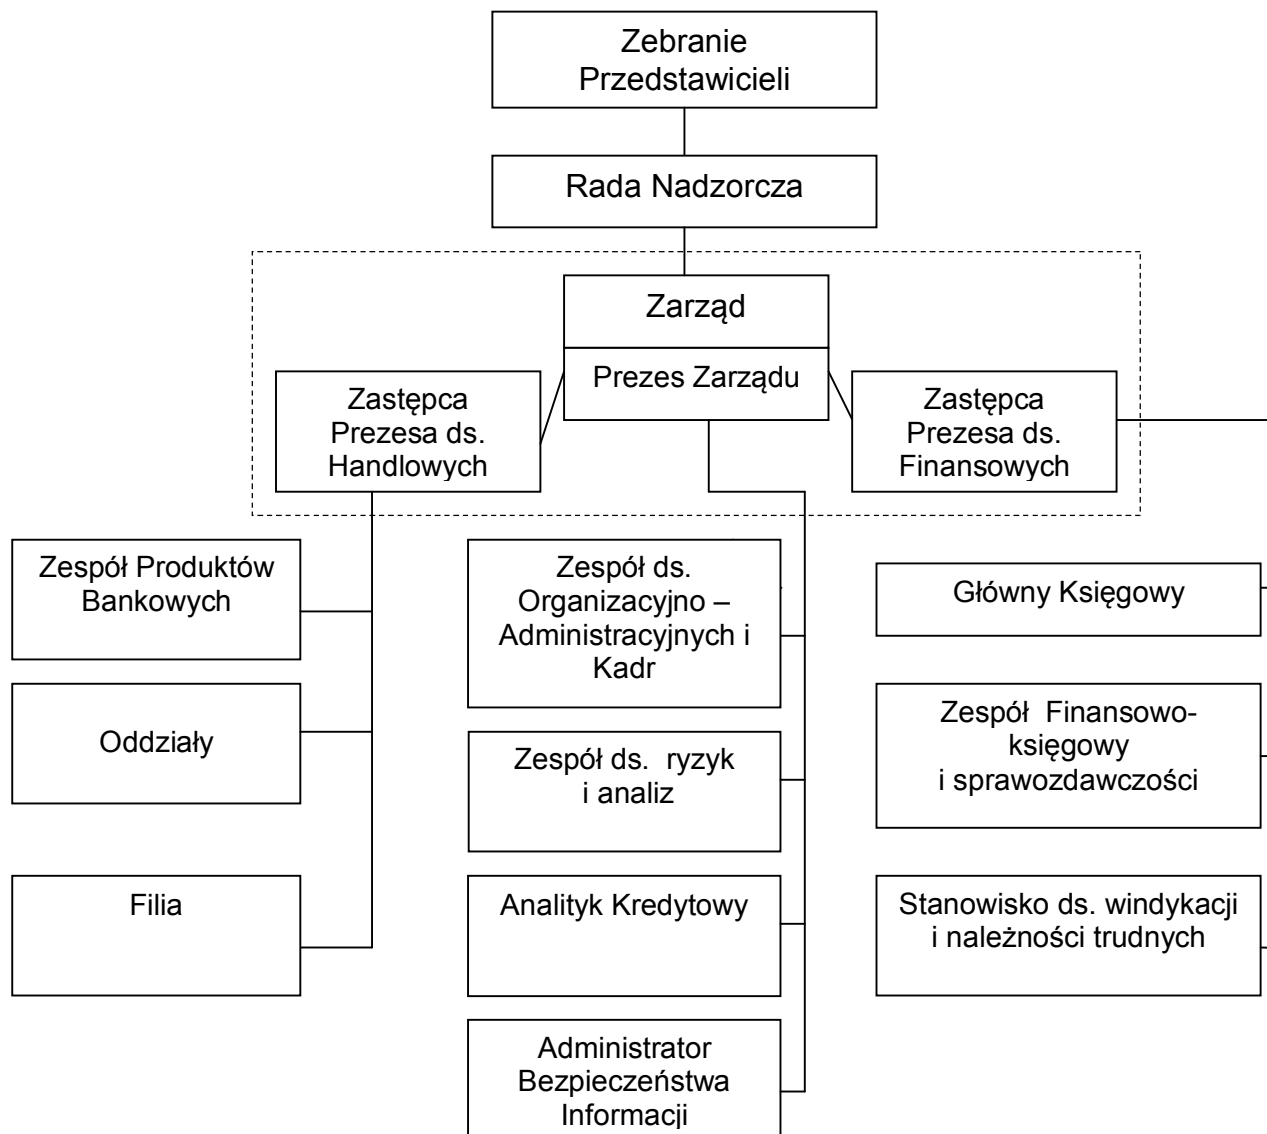 Zebranie
Przedstawicieli
Rada Nadzorcza
Zarząd
Prezes Zarządu
Zastępca
Prezesa ds.
Handlowych
Zastępca
Prezesa ds.
Finansowych
Zespół Produktów
Bankowych
Oddziały
Filia
Zespół ds.
Organizacyjno –
Administracyjnych i
Kadr
Zespół ds. ryzyk
i analiz
Analityk Kredytowy
Administrator
Bezpieczeństwa
Informacji
Główny Księgowy
Zespół Finansowo-
księgowy
i sprawozdawczości
Stanowisko ds. windykacji
i należności trudnych